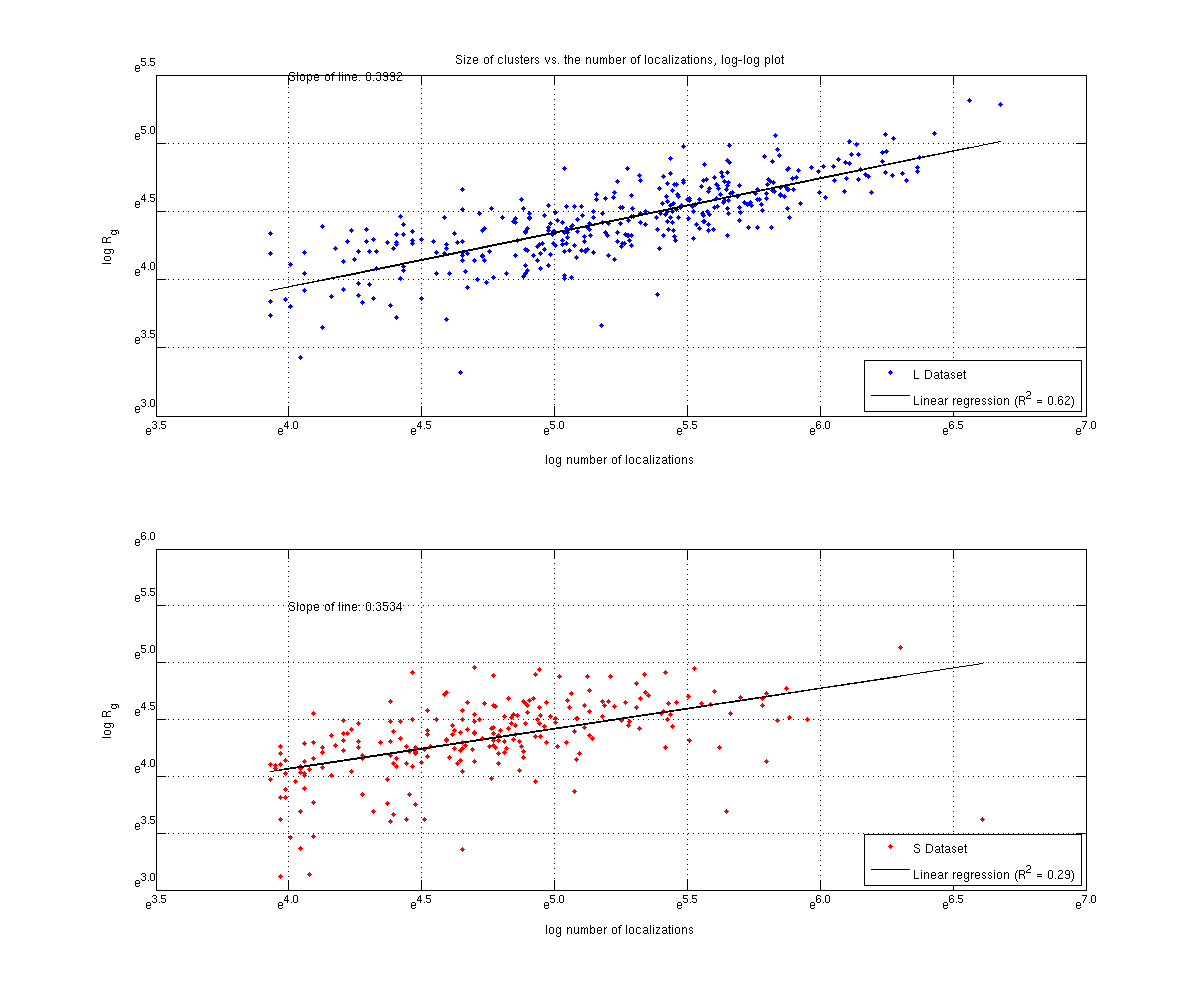 Size of clusters vs. the number of localizations, log-log plot
Slope of line: 0.3992
e5.5
e5.0
e4.5
e4.0
e3.5
e3.0
log Rg
L Dataset
Linear regression (R2 = 0.62)
e3.5 e4.0 e4.5 e5.0 e5.5 e6.0 e6.5 e7.0
log number of localizations
e6.0
e5.5
e5.0
e4.5
e4.0
e3.5
e3.0
Slope of line: 0.3534
log Rg
S Dataset
Linear regression (R2 = 0.29)
e3.5 e4.0 e4.5 e5.0 e5.5 e6.0 e6.5 e7.0
log number of localizations